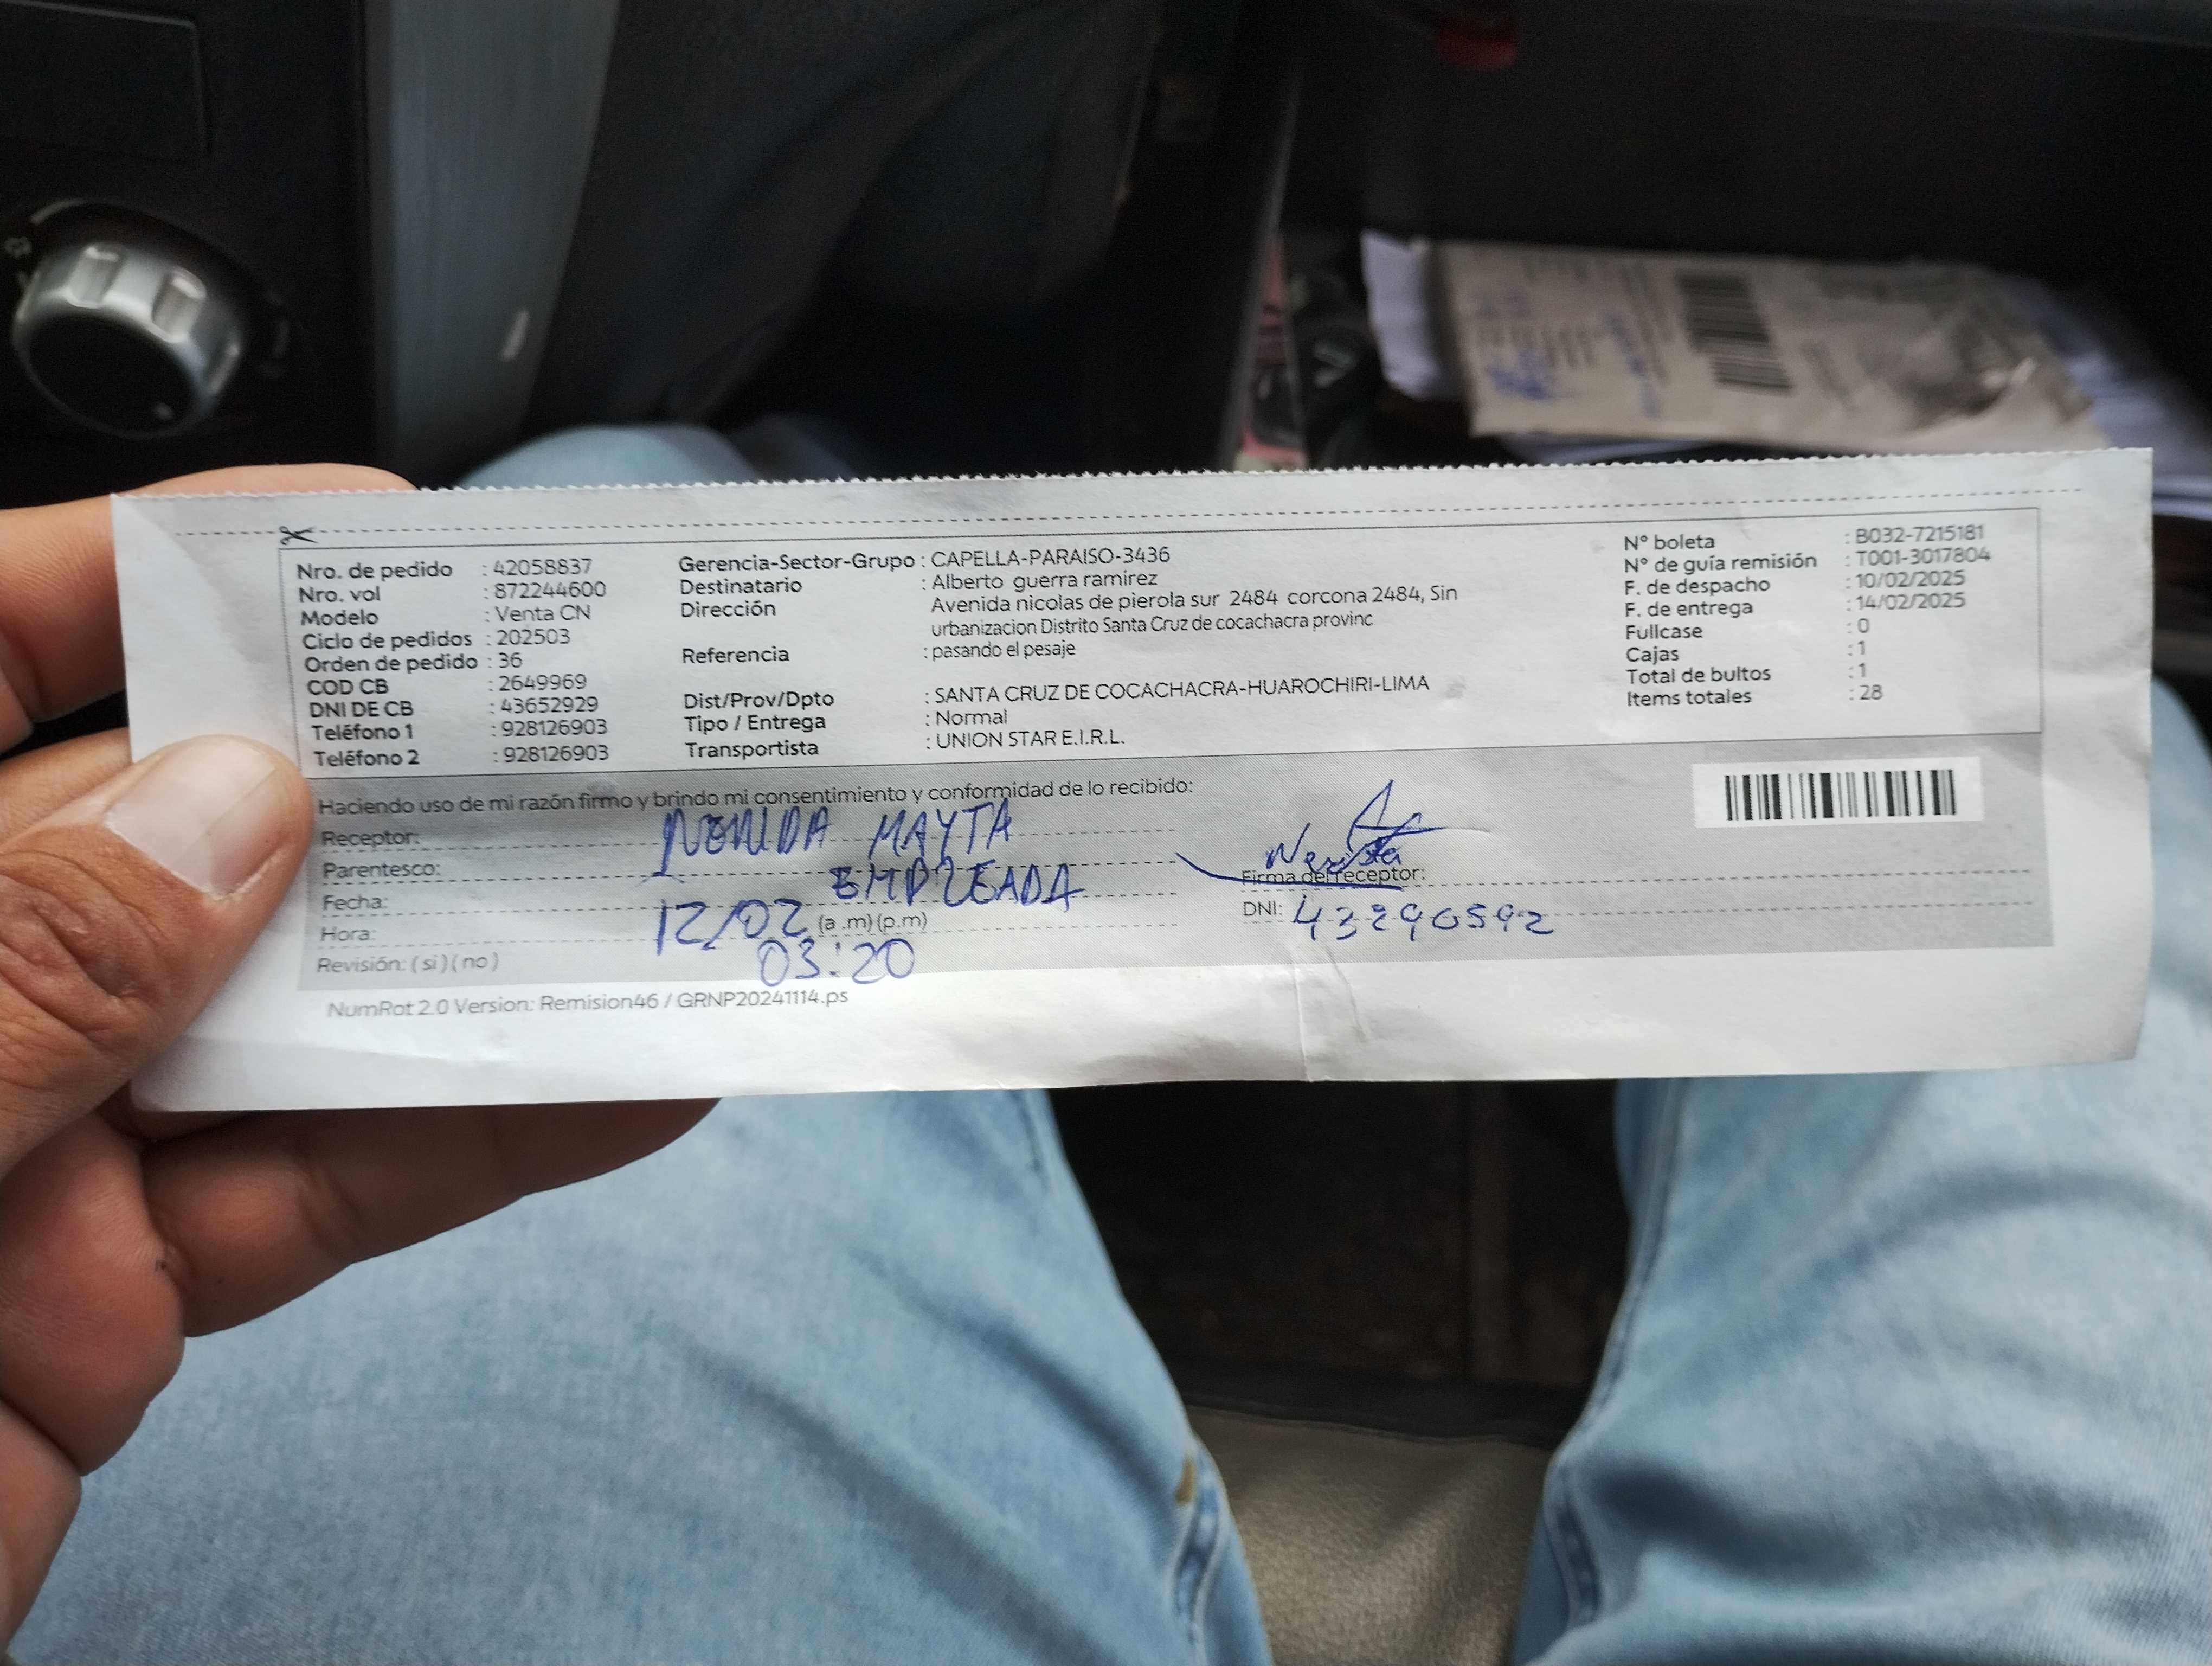 Nro. de pedido : 42058837
Nro. vol : 872244600
Modelo : Venta CN
Ciclo de pedidos : 202503
Orden de pedido : 36
COD CB : 2649969
DNI DE CB : 43652929
Teléfono 1 : 928126903
Teléfono 2 : 928126903
Gerencia-Sector-Grupo : CAPELLA-PARAISO-3436
Destinatario : Alberto guerra ramirez
Dirección Avenida nicolas de pierola sur 2484 corcona 2484, Sin
urbanizacion Distrito Santa Cruz de cocachacra provinc
Referencia : pasando el pesaje
Dist/Prov/Dpto : SANTA CRUZ DE COCACHACRA-HUAROCHIRI-LIMA
Tipo / Entrega : Normal
Transportista : UNION STAR E.I.R.L.
N° boleta : B032-7215181
N° de guía remisión : T001-3017804
F. de despacho : 10/02/2025
F. de entrega : 14/02/2025
Fullcase : 0
Cajas : 1
Total de bultos : 1
Items totales : 28
Haciendo uso de mi razón firmo y brindo mi consentimiento y conformidad de lo recibido:
Receptor: MAYTA
Parentesco: EMPLEADA
Fecha: 12/02
Hora: (a .m) (p.m) 03:20
Revisión: ( si ) ( no )
Firma del receptor:
DNI: 43290592
NumRot 2.0 Version: Remision46 / GRNP20241114.ps